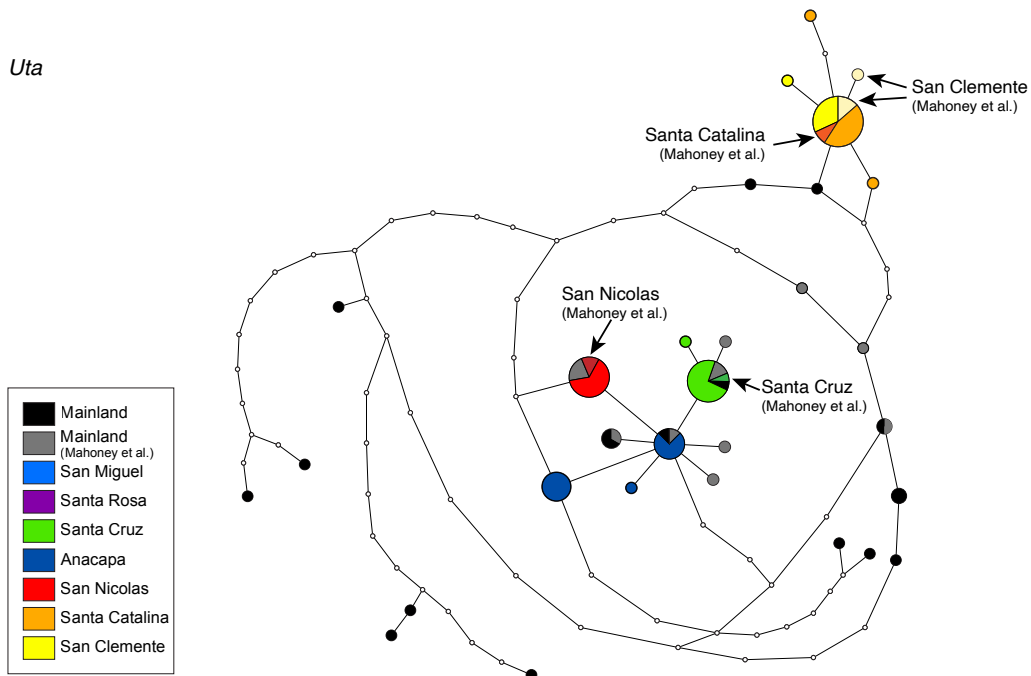 Uta
San Clemente
(Mahoney et al.)
Santa Catalina
(Mahoney et al.)
San Nicolas
(Mahoney et al.)
Santa Cruz
(Mahoney et al.)
Mainland
Mainland
(Mahoney et al.)
San Miguel
Santa Rosa
Santa Cruz
Anacapa
San Nicolas
Santa Catalina
San Clemente